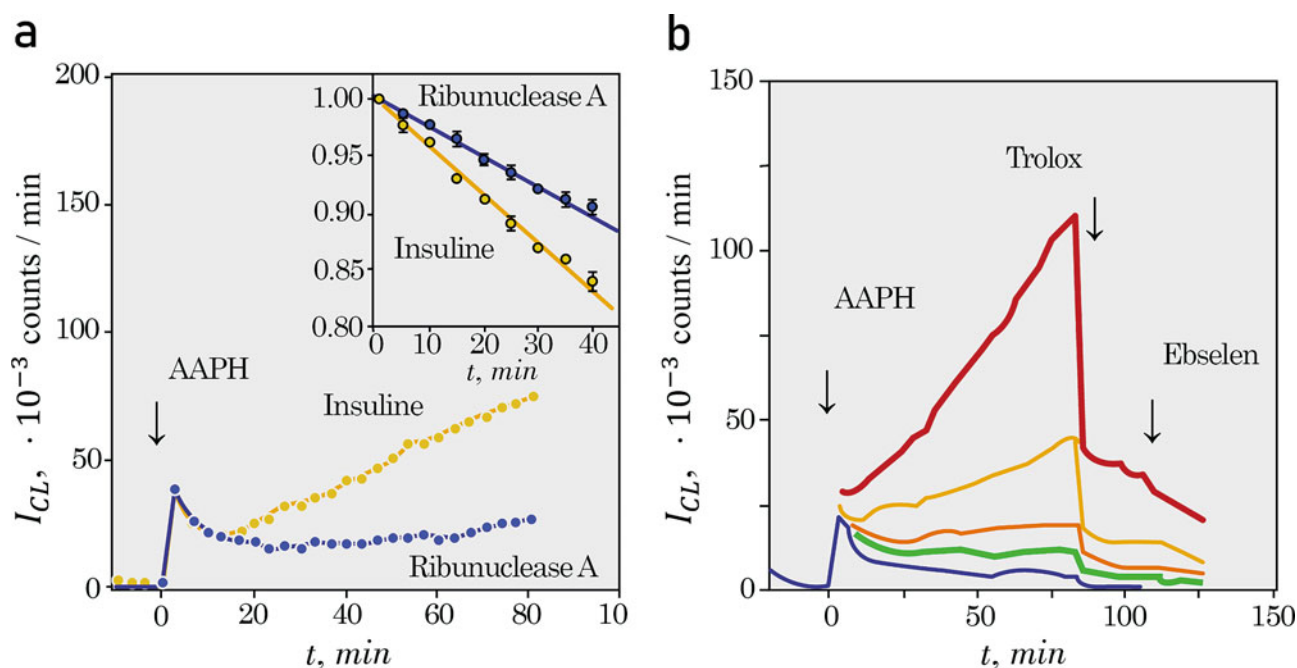 a
200
150
100
50
0
I_CL, · 10⁻³ counts / min
AAPH
Insuline
Ribunuclease A
0
20
40
60
80
10
t, min
1.00
0.95
0.90
0.85
0.80
Ribunuclease A
Insuline
0
10
20
30
40
t, min
b
150
100
50
0
I_CL, · 10⁻³ counts / min
Trolox
AAPH
Ebselen
0
50
100
150
t, min